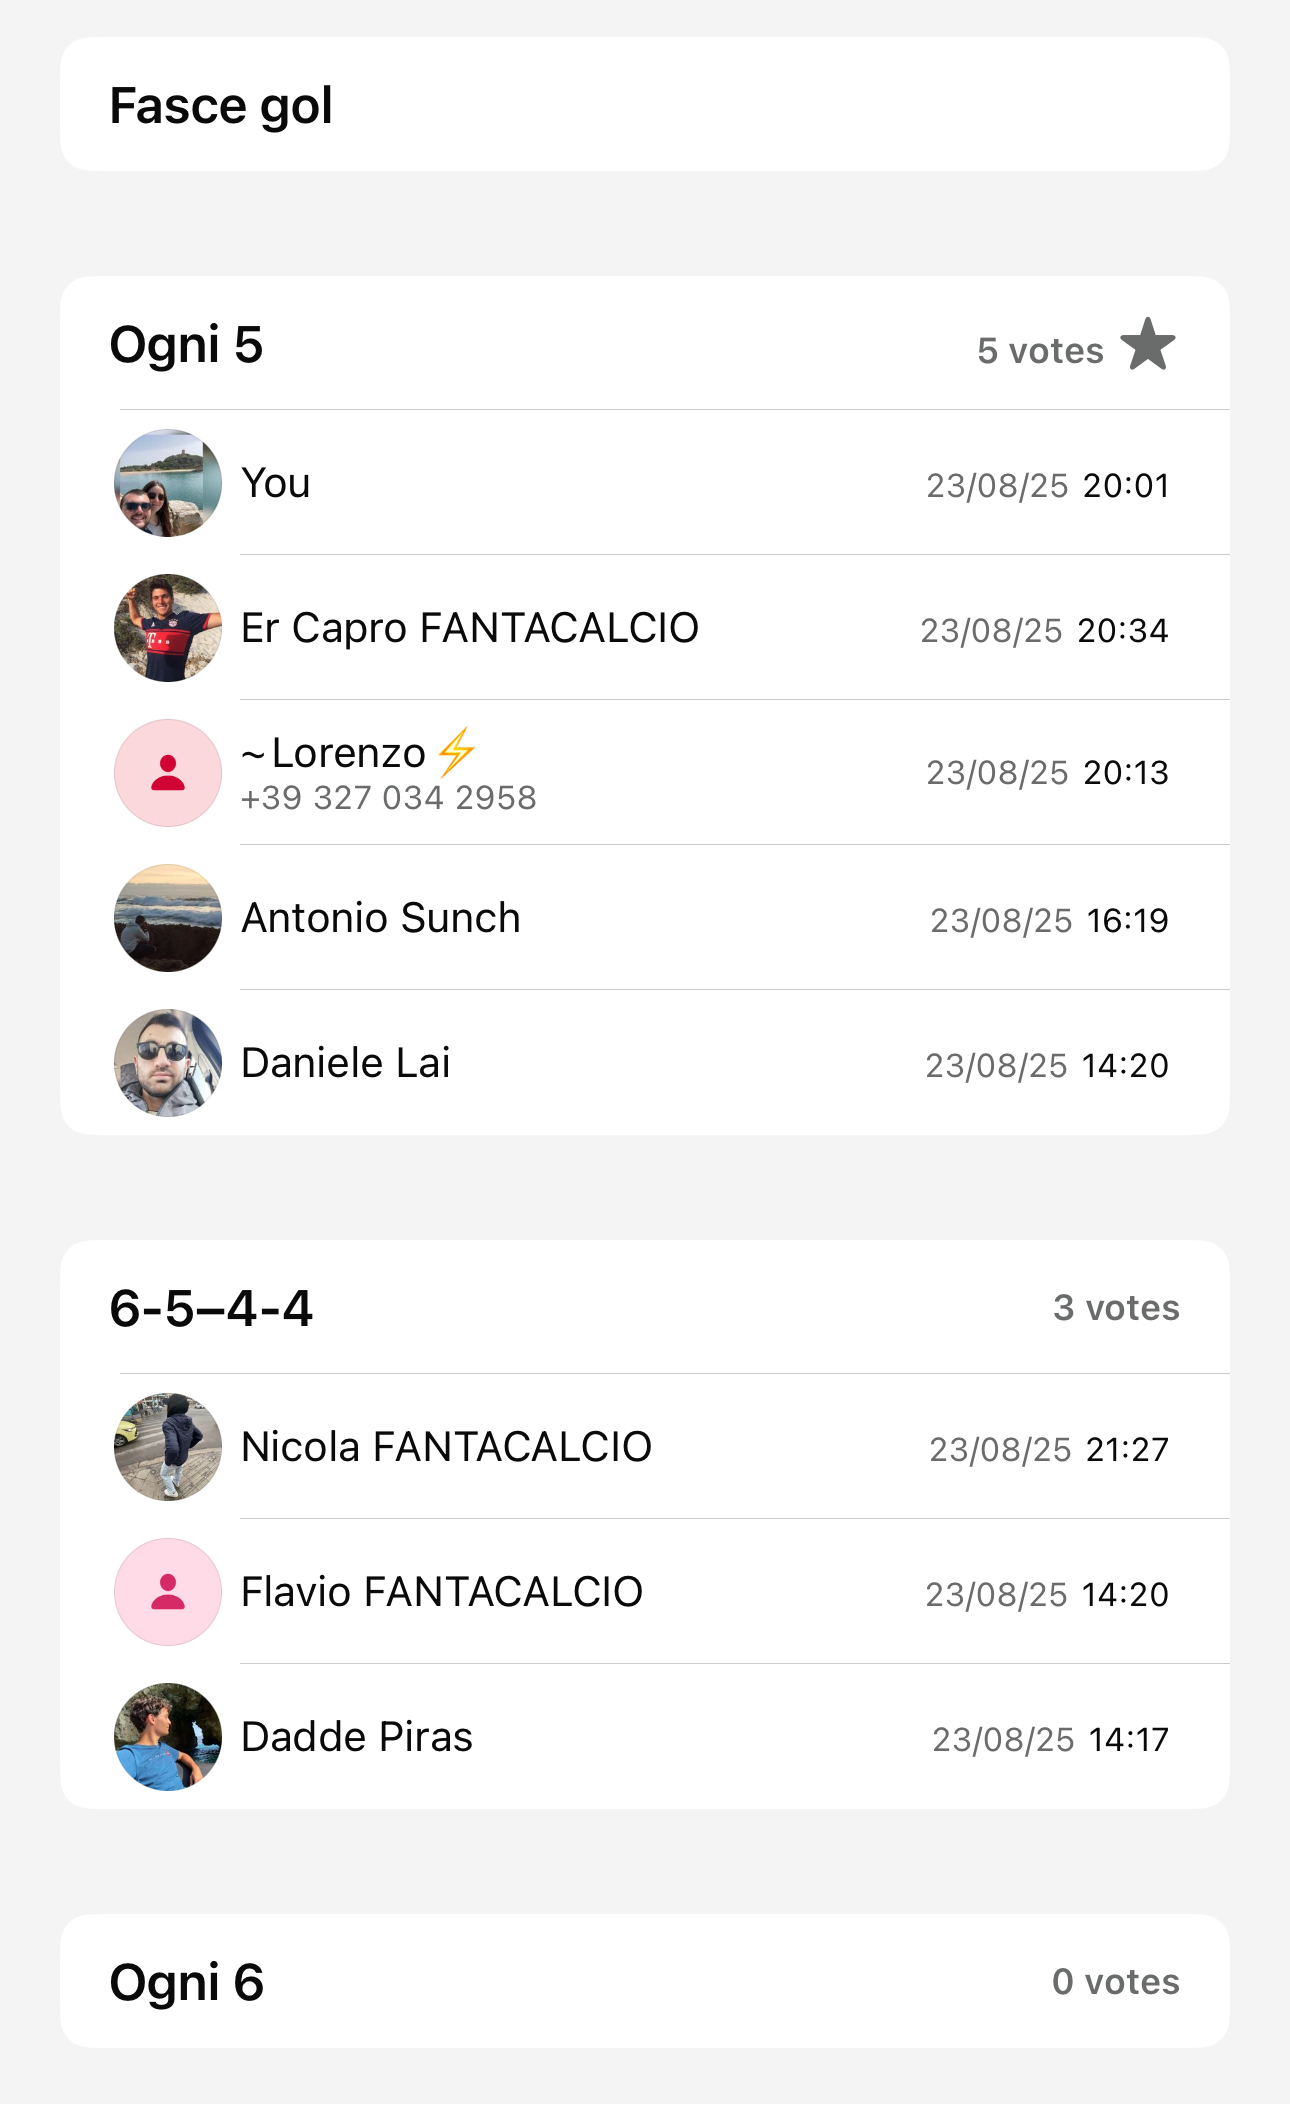 Fasce gol
Ogni 5
5 votes
You
23/08/25 20:01
Er Capro FANTACALCIO
23/08/25 20:34
~Lorenzo⚡
+39 327 034 2958
23/08/25 20:13
Antonio Sunch
23/08/25 16:19
Daniele Lai
23/08/25 14:20
6-5–4-4
3 votes
Nicola FANTACALCIO
23/08/25 21:27
Flavio FANTACALCIO
23/08/25 14:20
Dadde Piras
23/08/25 14:17
Ogni 6
0 votes